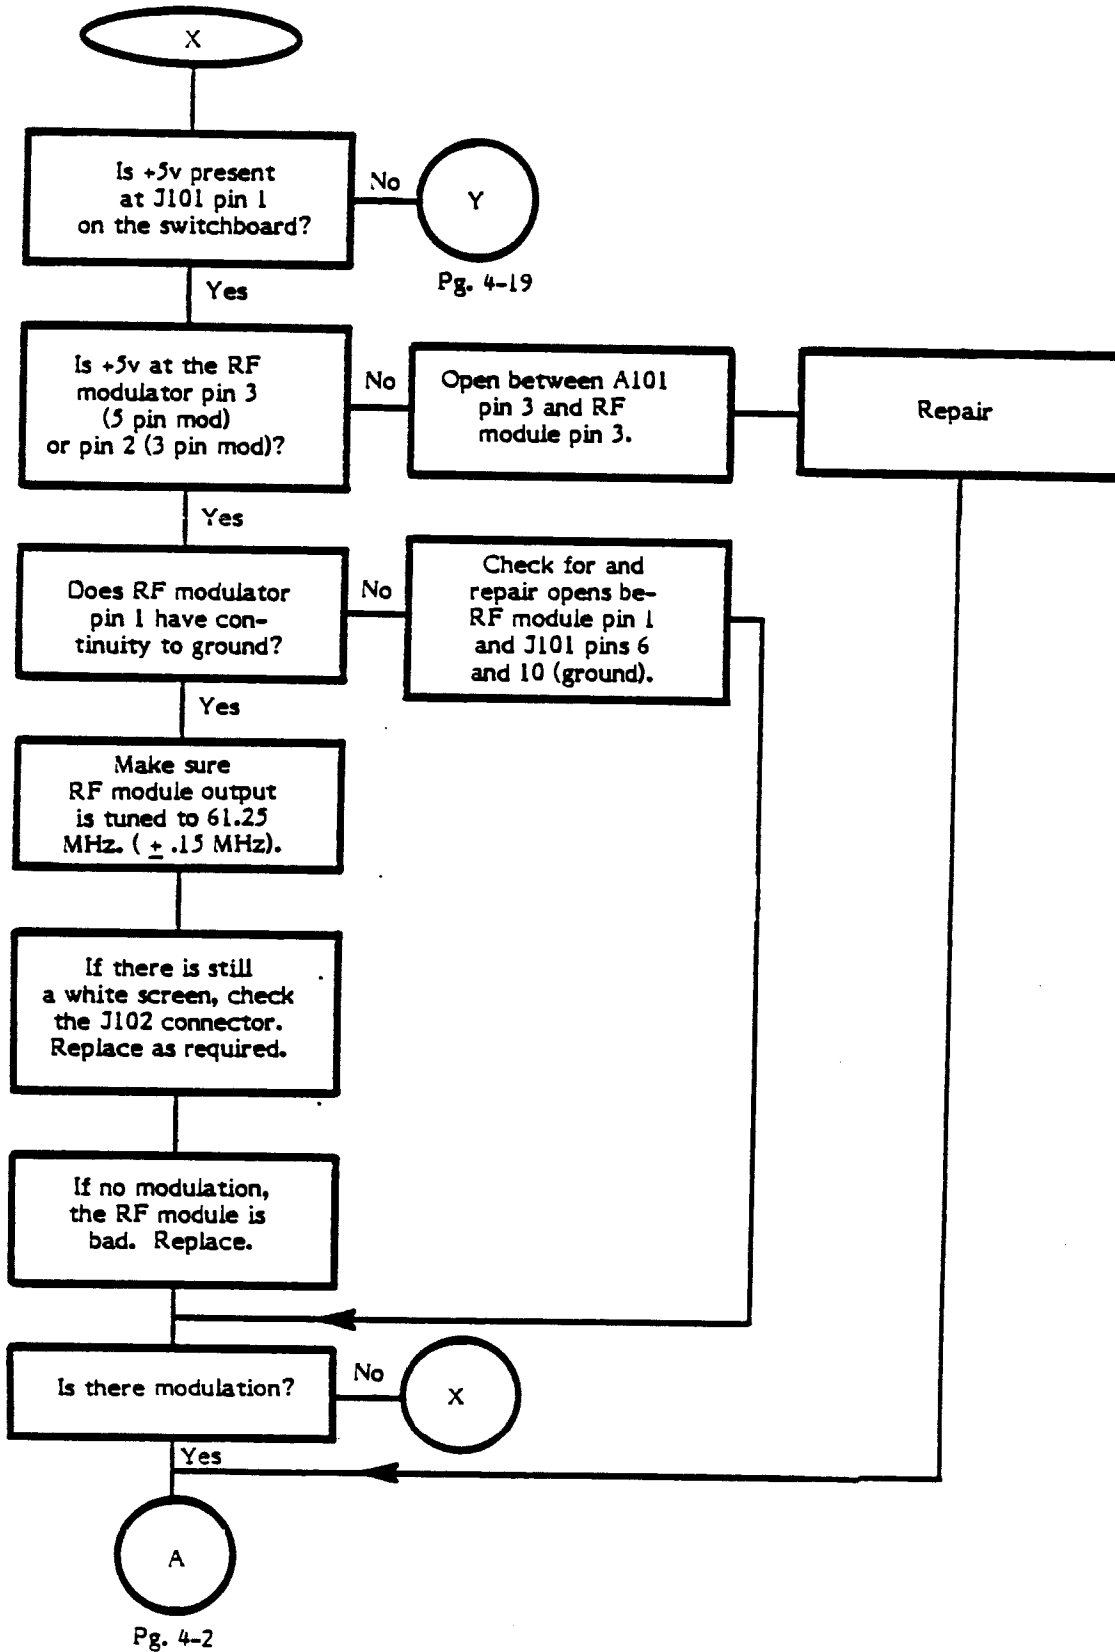 X
Is +5v present
at J101 pin 1
on the switchboard?
No
Y
Pg. 4-19
Yes
Is +5v at the RF
modulator pin 3
(5 pin mod)
or pin 2 (3 pin mod)?
No
Open between A101
pin 3 and RF
module pin 3.
Repair
Yes
Does RF modulator
pin 1 have con-
tinuity to ground?
No
Check for and
repair opens be-
RF module pin 1
and J101 pins 6
and 10 (ground).
Yes
Make sure
RF module output
is tuned to 61.25
MHz. ( ± .15 MHz).
If there is still
a white screen, check
the J102 connector.
Replace as required.
If no modulation,
the RF module is
bad. Replace.
Is there modulation?
No
X
Yes
A
Pg. 4-2